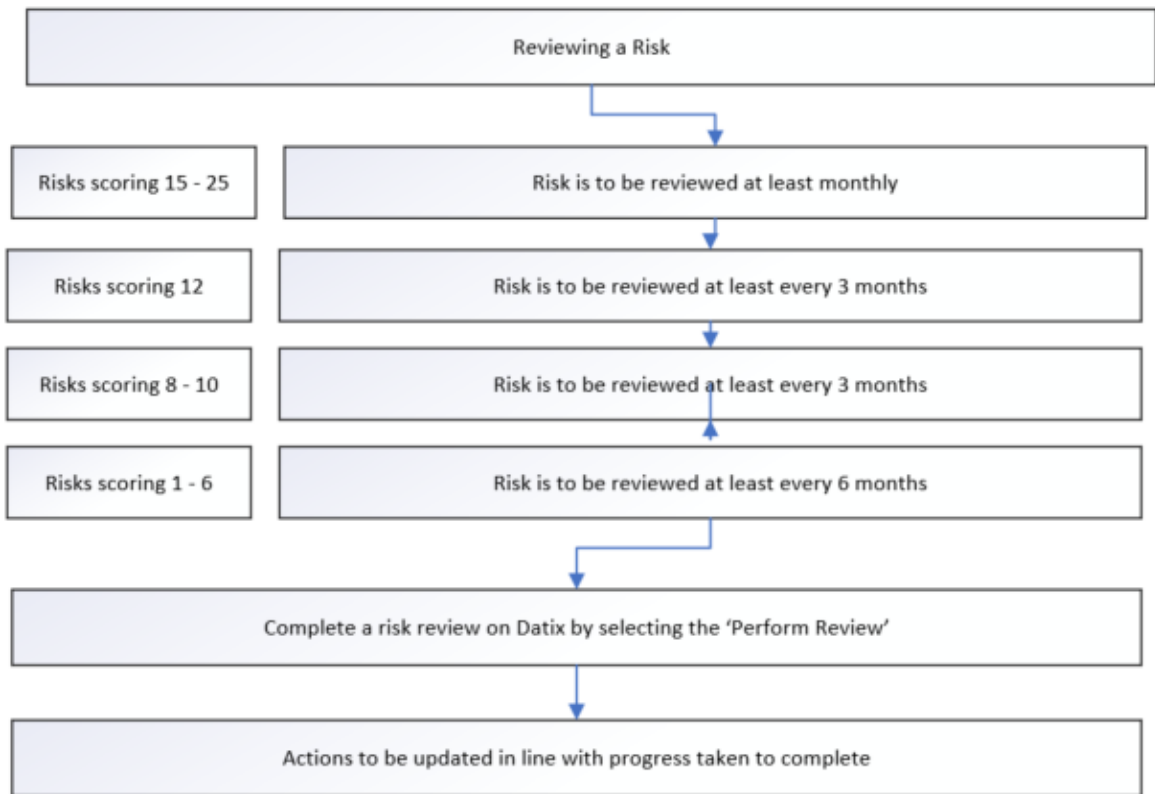 Reviewing a Risk
Risks scoring 15 - 25
Risk is to be reviewed at least monthly
Risks scoring 12
Risk is to be reviewed at least every 3 months
Risks scoring 8 - 10
Risk is to be reviewed at least every 3 months
Risks scoring 1 - 6
Risk is to be reviewed at least every 6 months
Complete a risk review on Datix by selecting the ‘Perform Review’
Actions to be updated in line with progress taken to complete